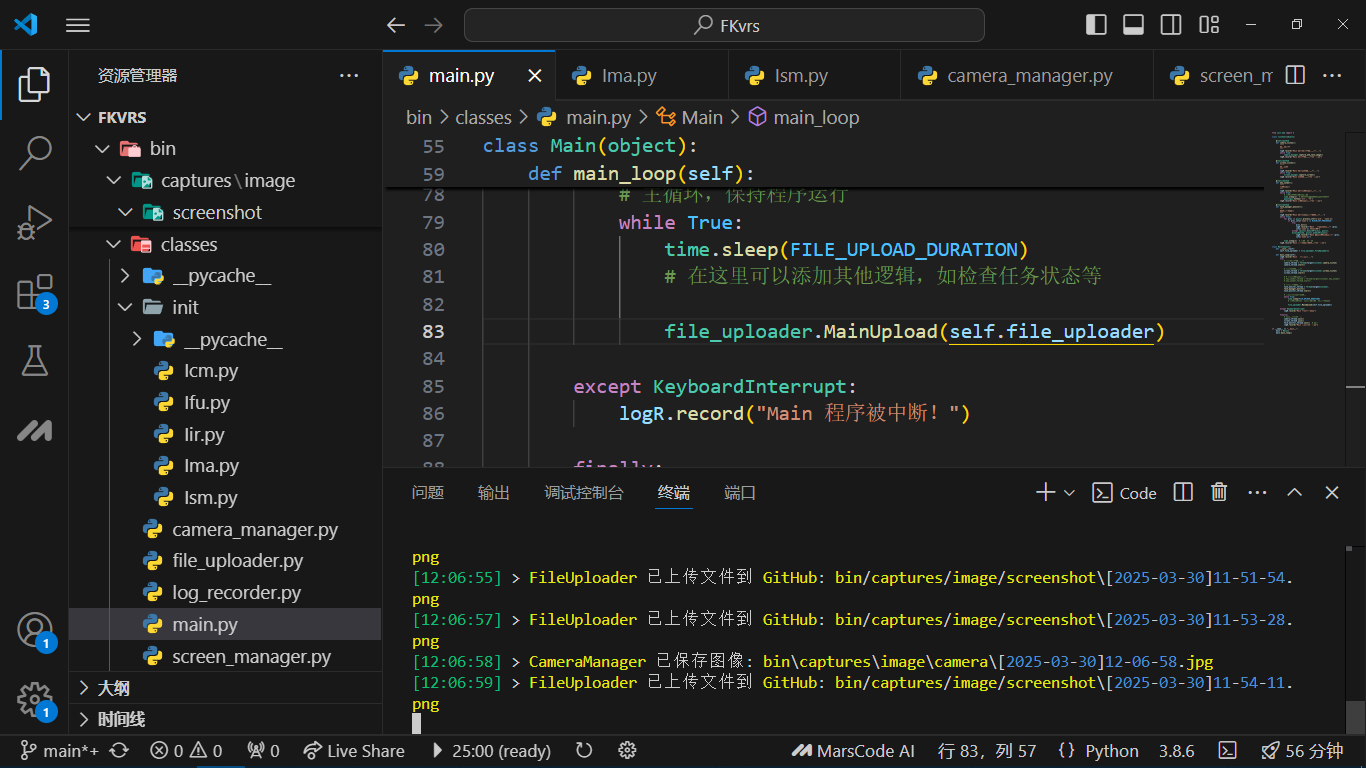 FKvrs
资源管理器
FKVRS
bin
captures\image
screenshot
classes
__pycache__
init
__pycache__
Icm.py
Ifu.py
Iir.py
Ima.py
Ism.py
camera_manager.py
file_uploader.py
log_recorder.py
main.py
screen_manager.py
大纲
时间线
main.py
Ima.py
Ism.py
camera_manager.py
screen_m
bin > classes > main.py > Main > main_loop
55 class Main(object):
59 def main_loop(self):
78 # 主循环，保持程序运行
79 while True:
80 time.sleep(FILE_UPLOAD_DURATION)
81 # 在这里可以添加其他逻辑，如检查任务状态等
82
83 file_uploader.MainUpload(self.file_uploader)
84
85 except KeyboardInterrupt:
86 logR.record("Main 程序被中断！")
87
88 finally:
问题 输出 调试控制台 终端 端口
Code
png
[12:06:55] > FileUploader 已上传文件到 GitHub: bin/captures/image/screenshot\[2025-03-30]11-51-54.
png
[12:06:57] > FileUploader 已上传文件到 GitHub: bin/captures/image/screenshot\[2025-03-30]11-53-28.
png
[12:06:58] > CameraManager 已保存图像: bin\captures\image\camera\[2025-03-30]12-06-58.jpg
[12:06:59] > FileUploader 已上传文件到 GitHub: bin/captures/image/screenshot\[2025-03-30]11-54-11.
png
3
1
1
main*+ 0 0 0 Live Share 25:00 (ready) MarsCode AI 行 83，列 57 {} Python 3.8.6 56 分钟